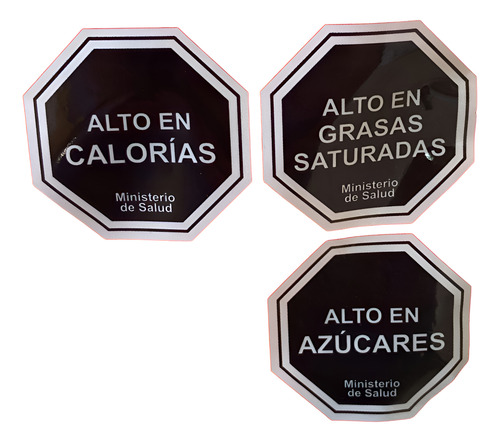 ALTO EN
CALORÍAS
Ministerio
de Salud
ALTO EN
GRASAS
SATURADAS
Ministerio
de Salud
ALTO EN
AZÚCARES
Ministerio
de Salud